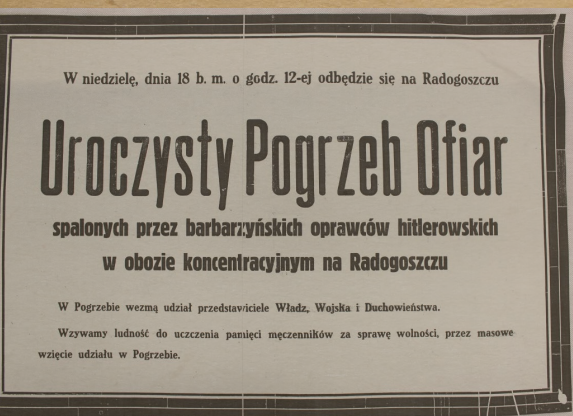 W niedzielę, dnia 18 b. m. o godz. 12-ej odbędzie się na Radogoszczu
Uroczysty Pogrzeb Ofiar
spalonych przez barbarzyńskich oprawców hitlerowskich
w obozie koncentracyjnym na Radogoszczu
W Pogrzebie wezmą udział przedstawiciele Władz, Wojska i Duchowieństwa.
Wzywamy ludność do uczczenia pamięci męczenników za sprawę wolności, przez masowe
wzięcie udziału w Pogrzebie.